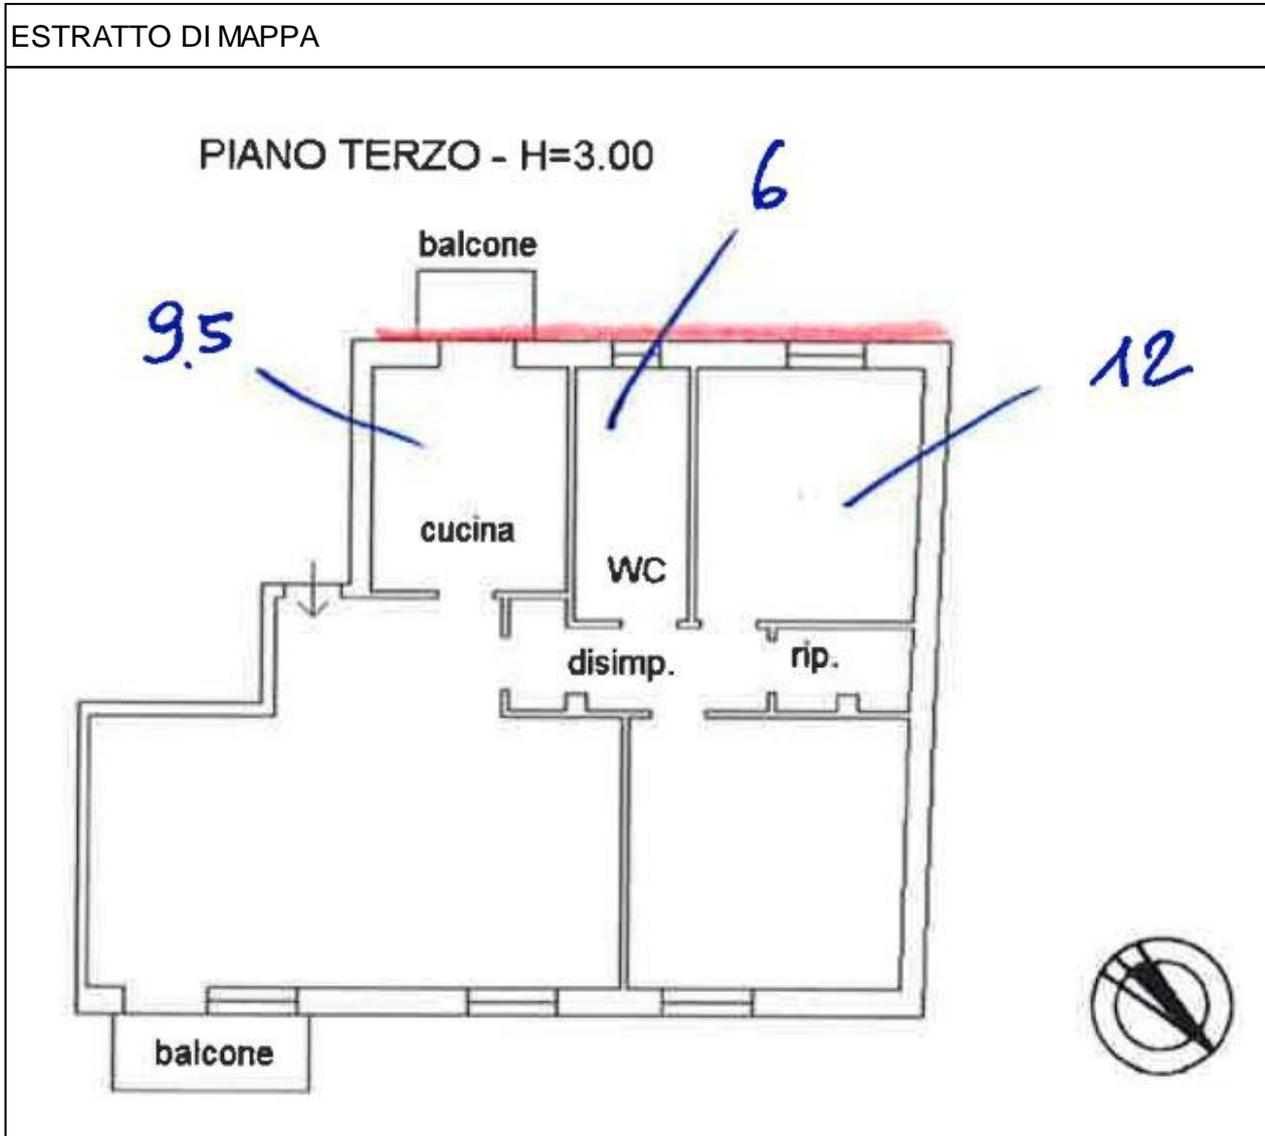 ESTRATTO DI MAPPA
PIANO TERZO - H=3.00
6
balcone
9.5
12
cucina
WC
disimp.
rip.
balcone